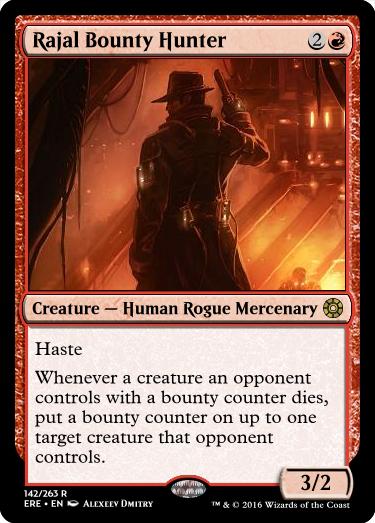 Rajal Bounty Hunter 2
Creature — Human Rogue Mercenary
Haste
Whenever a creature an opponent
controls with a bounty counter dies,
put a bounty counter on up to one
target creature that opponent
controls.
3/2
142/263 R
ERE • EN Alexeev Dmitry ™ & © 2016 Wizards of the Coast